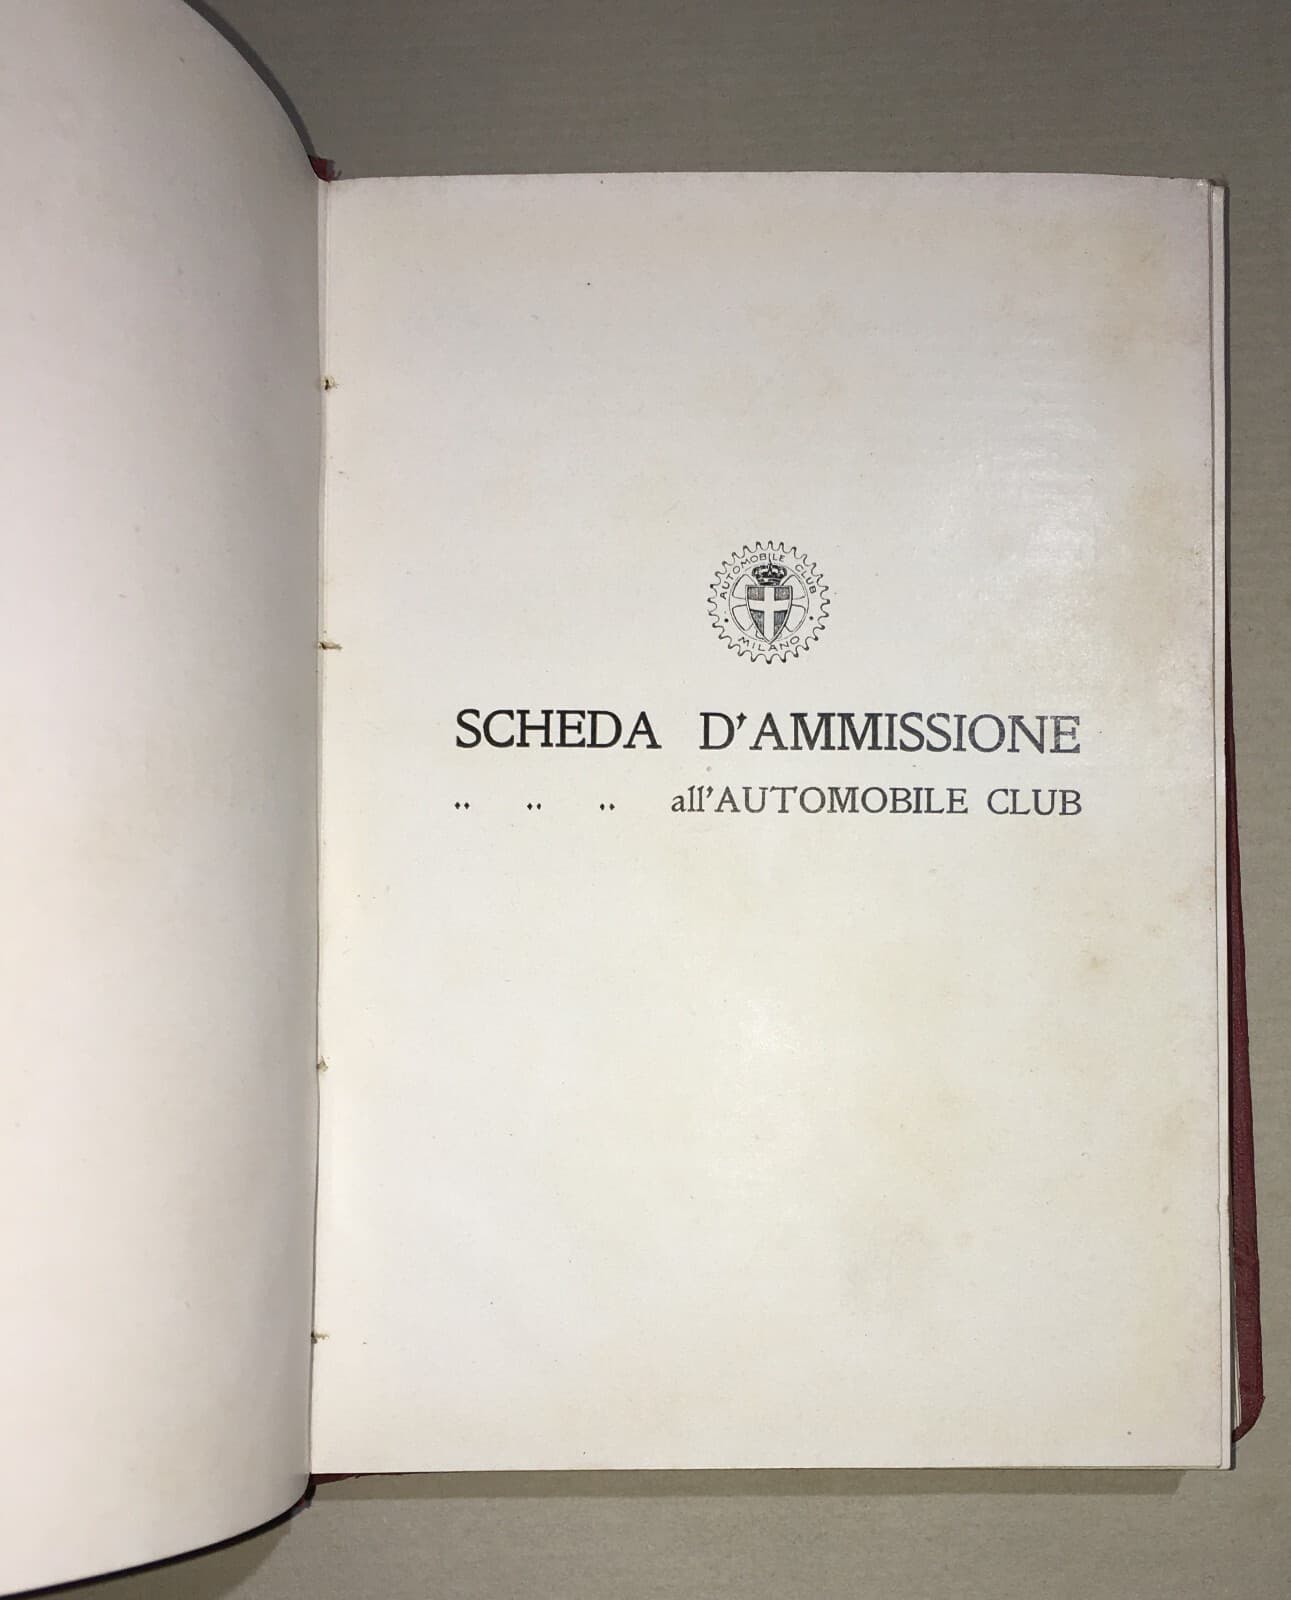 AUTOMOBILE CLUB
MILANO
SCHEDA D'AMMISSIONE
.. .. .. all'AUTOMOBILE CLUB